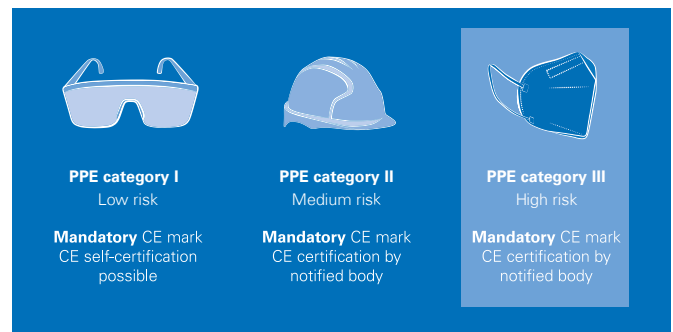 PPE category I
Low risk
Mandatory CE mark
CE self-certification
possible
PPE category II
Medium risk
Mandatory CE mark
CE certification by
notified body
PPE category III
High risk
Mandatory CE mark
CE certification by
notified body